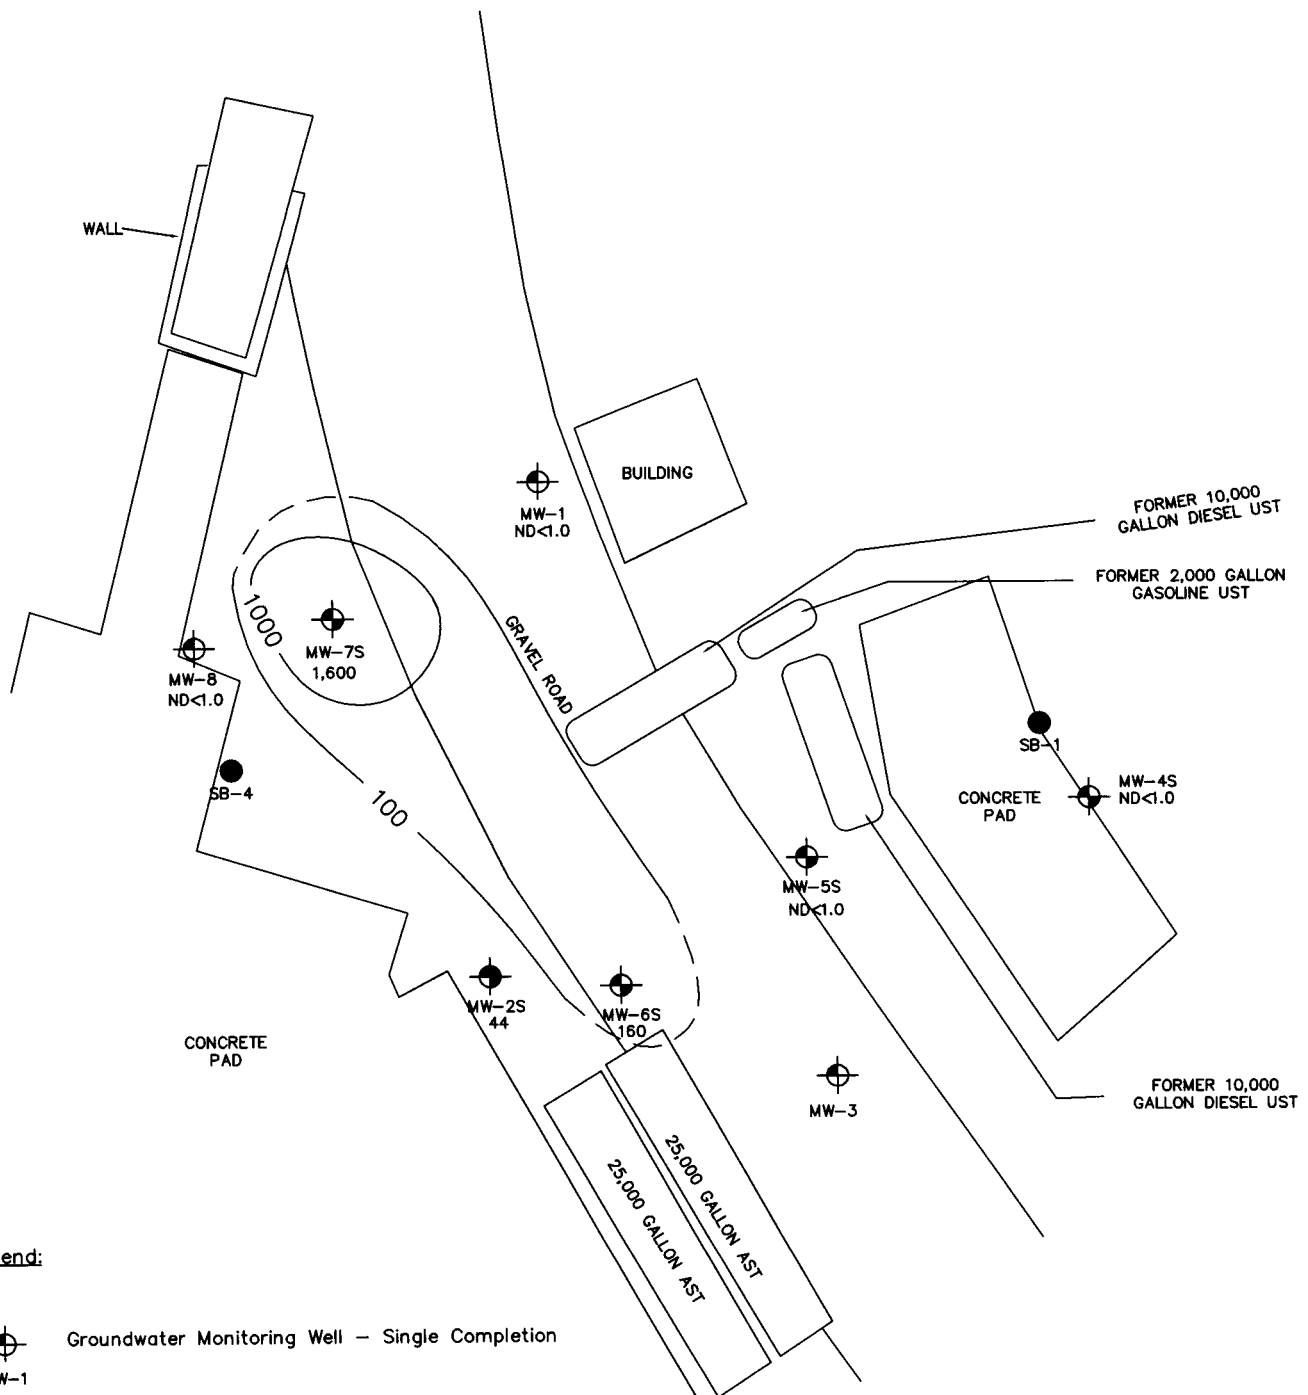 WALL
BUILDING
MW-1
ND<1.0
FORMER 10,000
GALLON DIESEL UST
FORMER 2,000 GALLON
GASOLINE UST
1000
MW-7S
1,600
GRAVEL ROAD
MW-8
ND<1.0
SB-1
SB-4
100
CONCRETE
PAD
MW-4S
ND<1.0
MW-5S
ND<1.0
MW-2S
44
MW-6S
160
CONCRETE
PAD
MW-3
FORMER 10,000
GALLON DIESEL UST
25,000 GALLON AST
25,000 GALLON AST
end:
Groundwater Monitoring Well – Single Completion
W-1